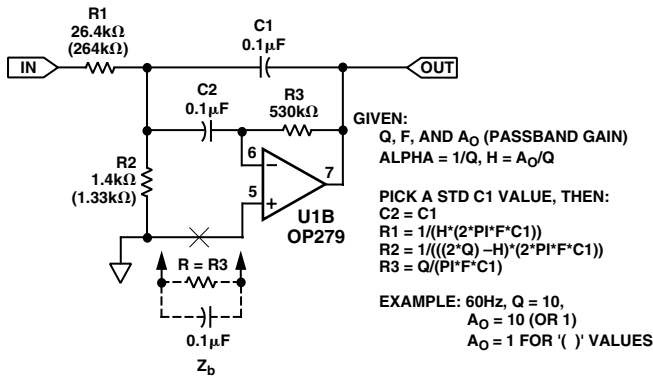 R1
26.4kΩ
(264kΩ)
IN
C1
0.1µF
OUT
C2
0.1µF
R3
530kΩ
R2
1.4kΩ
(1.33kΩ)
6
−
7
5
+
U1B
OP279
R = R3
0.1µF
Zb
GIVEN:
Q, F, AND AO (PASSBAND GAIN)
ALPHA = 1/Q, H = AO/Q
PICK A STD C1 VALUE, THEN:
C2 = C1
R1 = 1/(H*(2*PI*F*C1))
R2 = 1/(((2*Q) −H)*(2*PI*F*C1))
R3 = Q/(PI*F*C1)
EXAMPLE: 60Hz, Q = 10,
AO = 10 (OR 1)
AO = 1 FOR '( )' VALUES